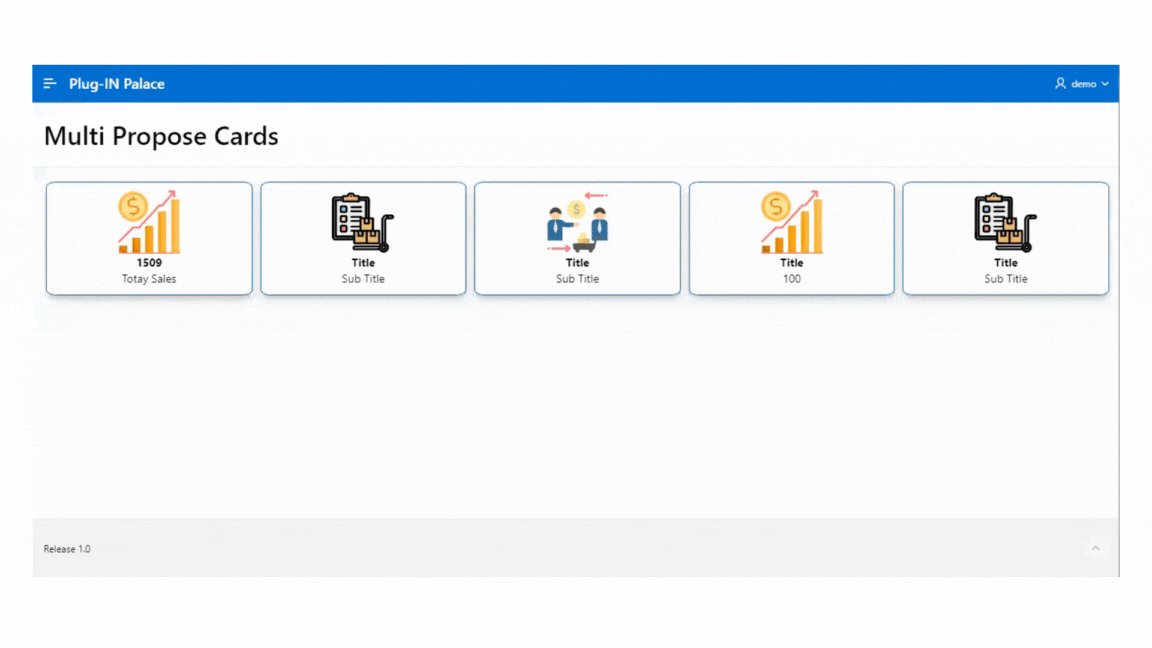 Plug-IN Palace
demo
Multi Propose Cards
1509
Totay Sales
Title
Sub Title
Title
Sub Title
Title
100
Title
Sub Title
Release 1.0